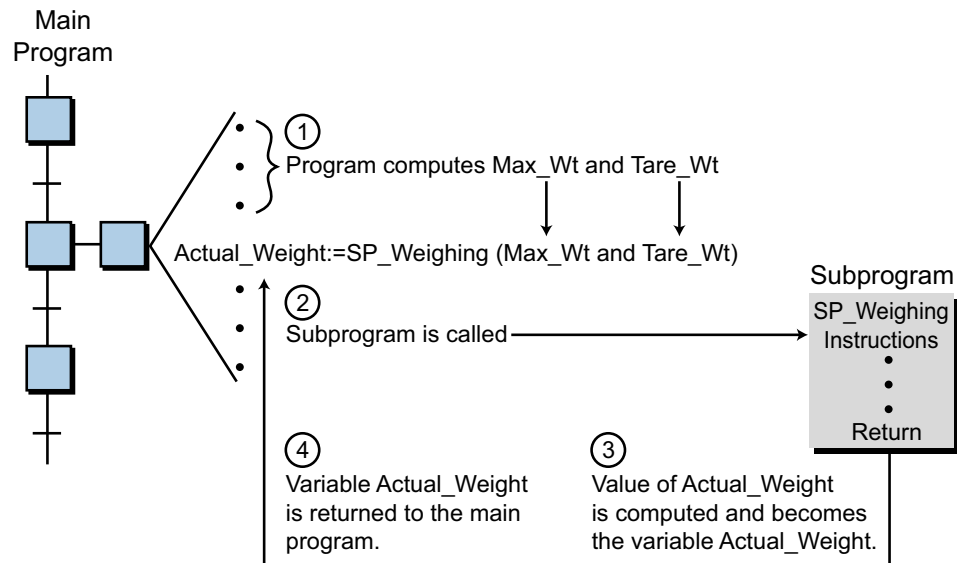 Main
Program
1
Program computes Max_Wt and Tare_Wt
Actual_Weight:=SP_Weighing (Max_Wt and Tare_Wt)
2
Subprogram is called
Subprogram
SP_Weighing
Instructions
Return
4
Variable Actual_Weight
is returned to the main
program.
3
Value of Actual_Weight
is computed and becomes
the variable Actual_Weight.